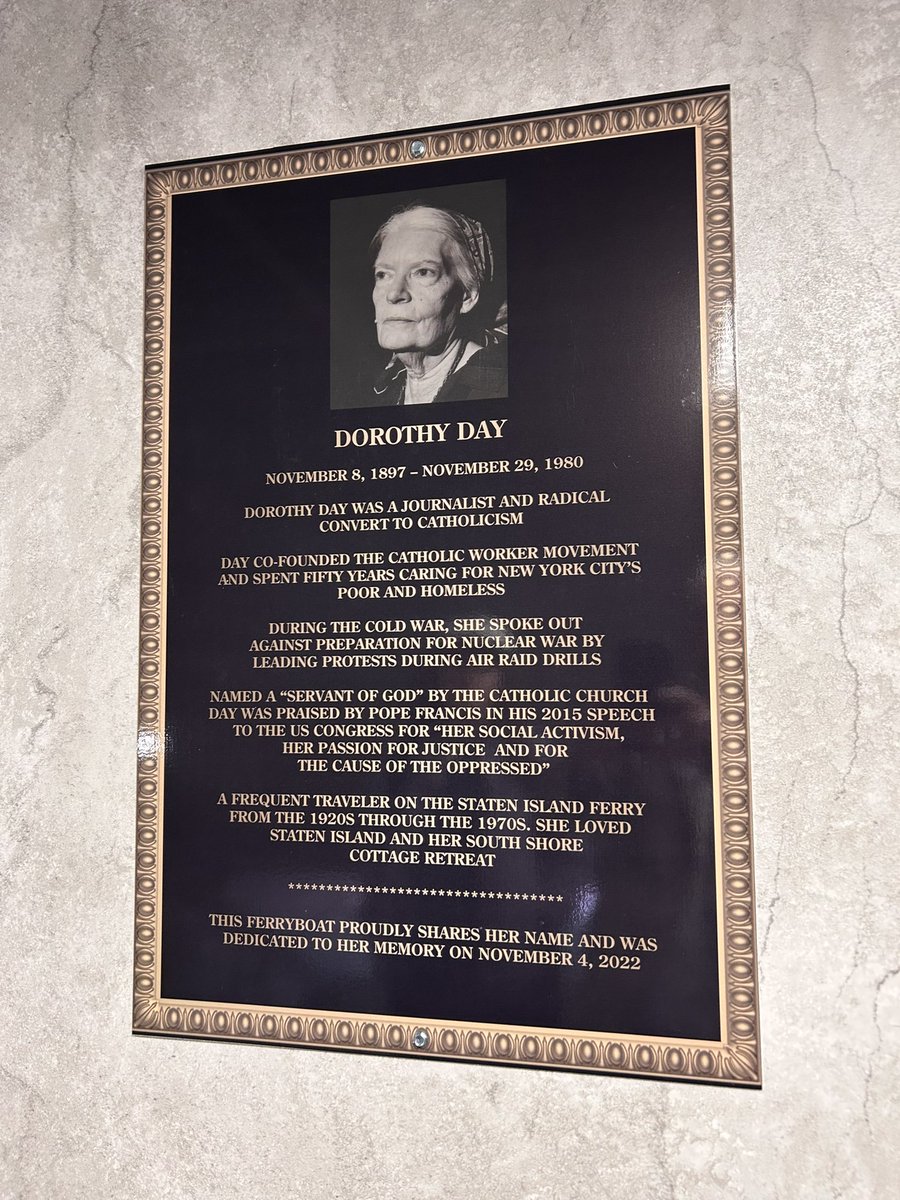 DOROTHY DAY
NOVEMBER 8, 1897 – NOVEMBER 29, 1980
DOROTHY DAY WAS A JOURNALIST AND RADICAL
CONVERT TO CATHOLICISM
DAY CO-FOUNDED THE CATHOLIC WORKER MOVEMENT
AND SPENT FIFTY YEARS CARING FOR NEW YORK CITY'S
POOR AND HOMELESS
DURING THE COLD WAR, SHE SPOKE OUT
AGAINST PREPARATION FOR NUCLEAR WAR BY
LEADING PROTESTS DURING AIR RAID DRILLS
NAMED A “SERVANT OF GOD” BY THE CATHOLIC CHURCH
DAY WAS PRAISED BY POPE FRANCIS IN HIS 2015 SPEECH
TO THE US CONGRESS FOR “HER SOCIAL ACTIVISM,
HER PASSION FOR JUSTICE AND FOR
THE CAUSE OF THE OPPRESSED”
A FREQUENT TRAVELER ON THE STATEN ISLAND FERRY
FROM THE 1920S THROUGH THE 1970S. SHE LOVED
STATEN ISLAND AND HER SOUTH SHORE
COTTAGE RETREAT
***********************************
THIS FERRYBOAT PROUDLY SHARES HER NAME AND WAS
DEDICATED TO HER MEMORY ON NOVEMBER 4, 2022